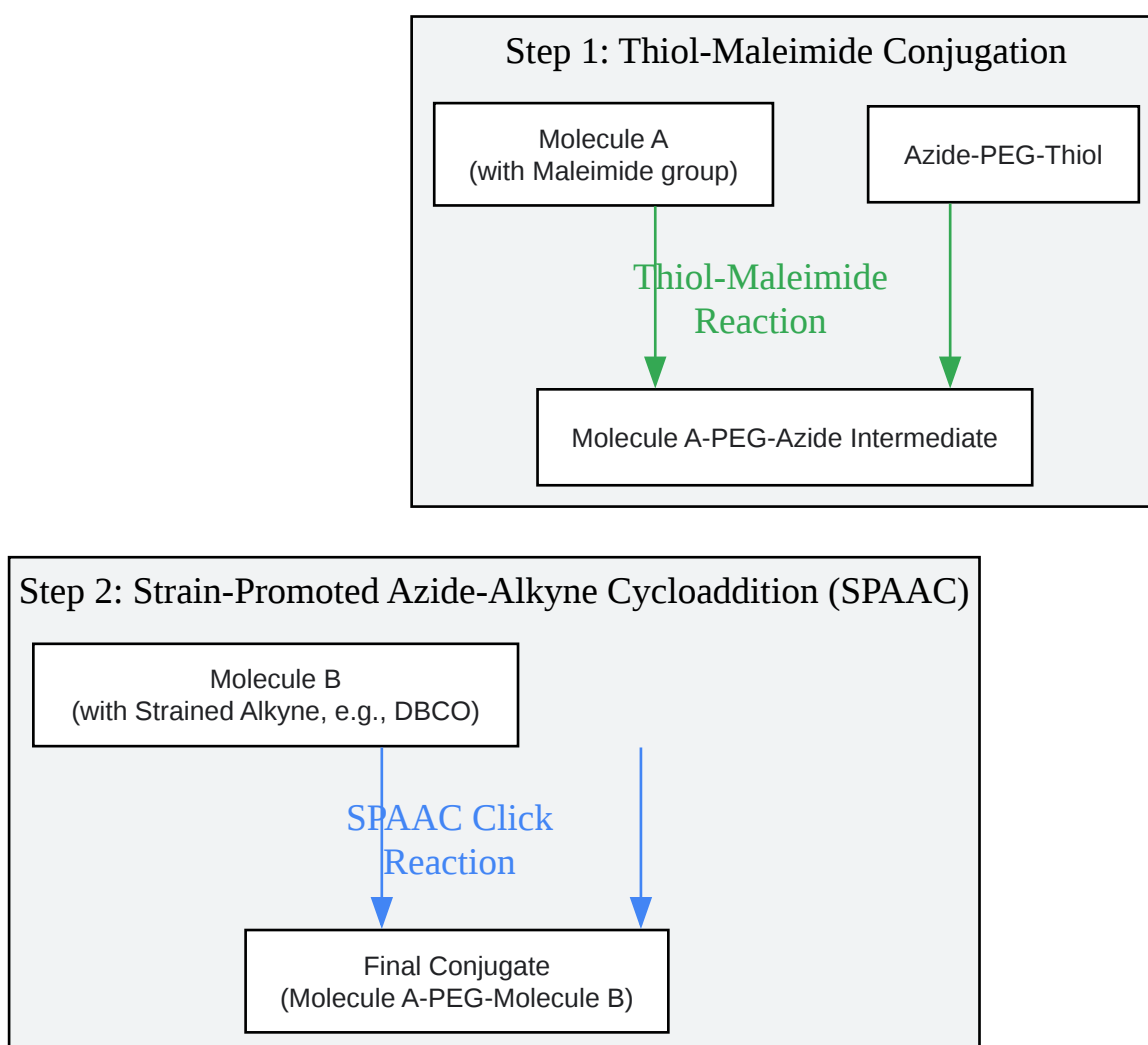 Step 1: Thiol-Maleimide Conjugation
Molecule A
(with Maleimide group)
Azide-PEG-Thiol
Thiol-Maleimide
Reaction
Molecule A-PEG-Azide Intermediate
Step 2: Strain-Promoted Azide-Alkyne Cycloaddition (SPAAC)
Molecule B
(with Strained Alkyne, e.g., DBCO)
SPAAC Click
Reaction
Final Conjugate
(Molecule A-PEG-Molecule B)